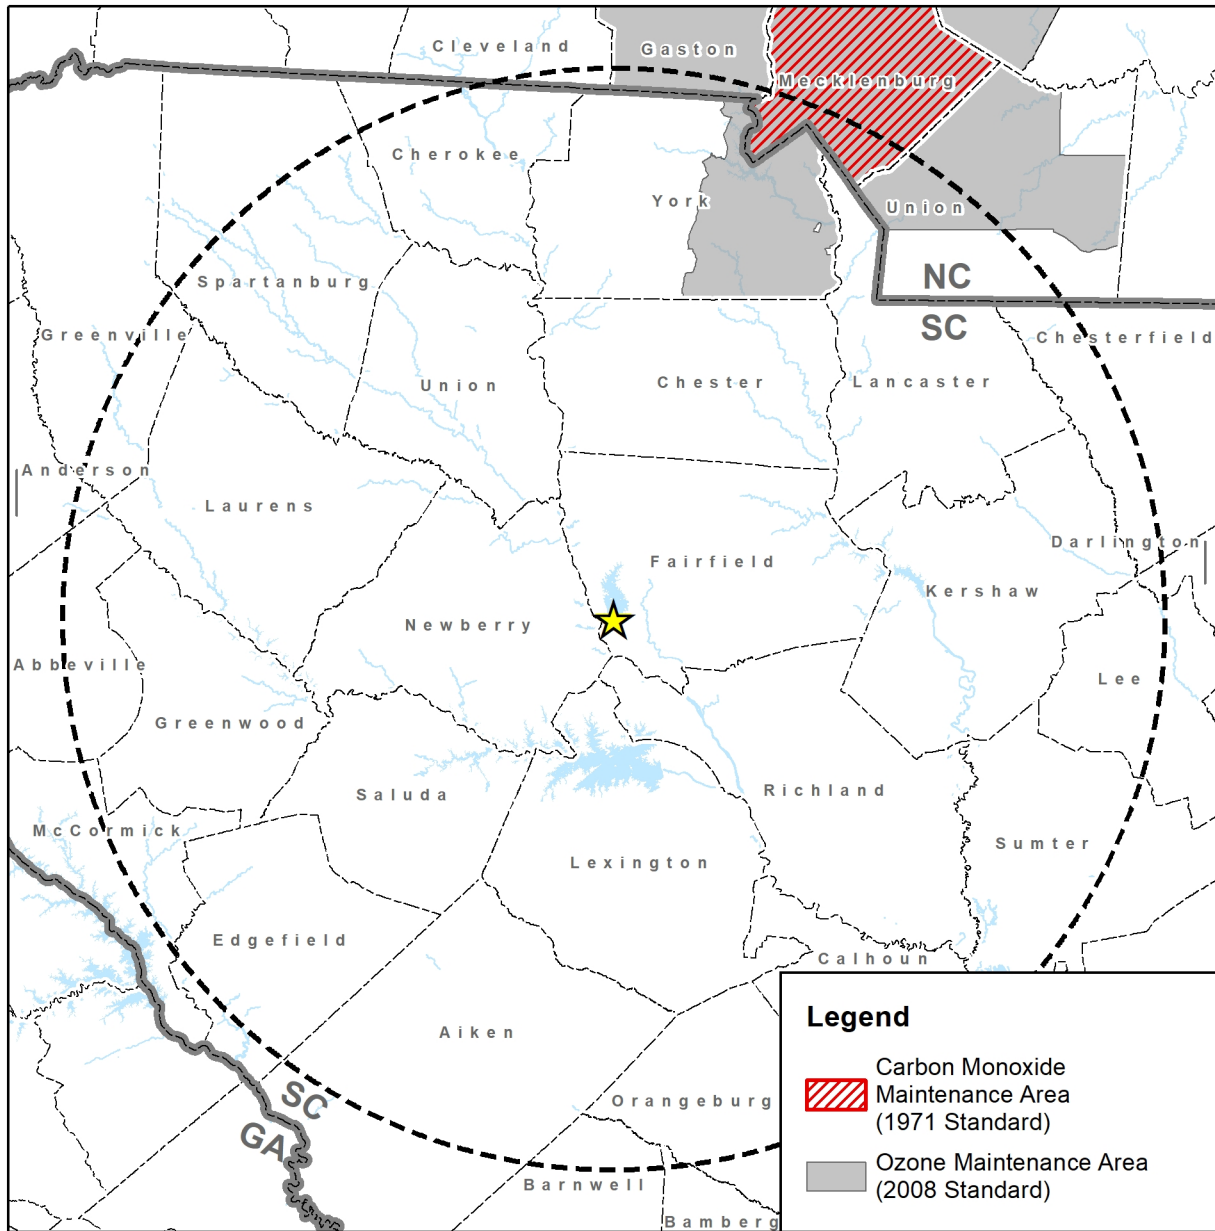 Cleveland
Gaston
Mecklenburg
Cherokee
York
Union
Spartanburg
NC
SC
Greenville
Chesterfield
Union
Chester
Lancaster
Anderson
Laurens
Darlington
Fairfield
Kershaw
Newberry
Abbeville
Lee
Greenwood
Saluda
Richland
McCormick
Sumter
Lexington
Edgefield
Calhoun
Aiken
SC
GA
Orangeburg
Barnwell
Bamberg
Legend
Carbon Monoxide
Maintenance Area
(1971 Standard)
Ozone Maintenance Area
(2008 Standard)